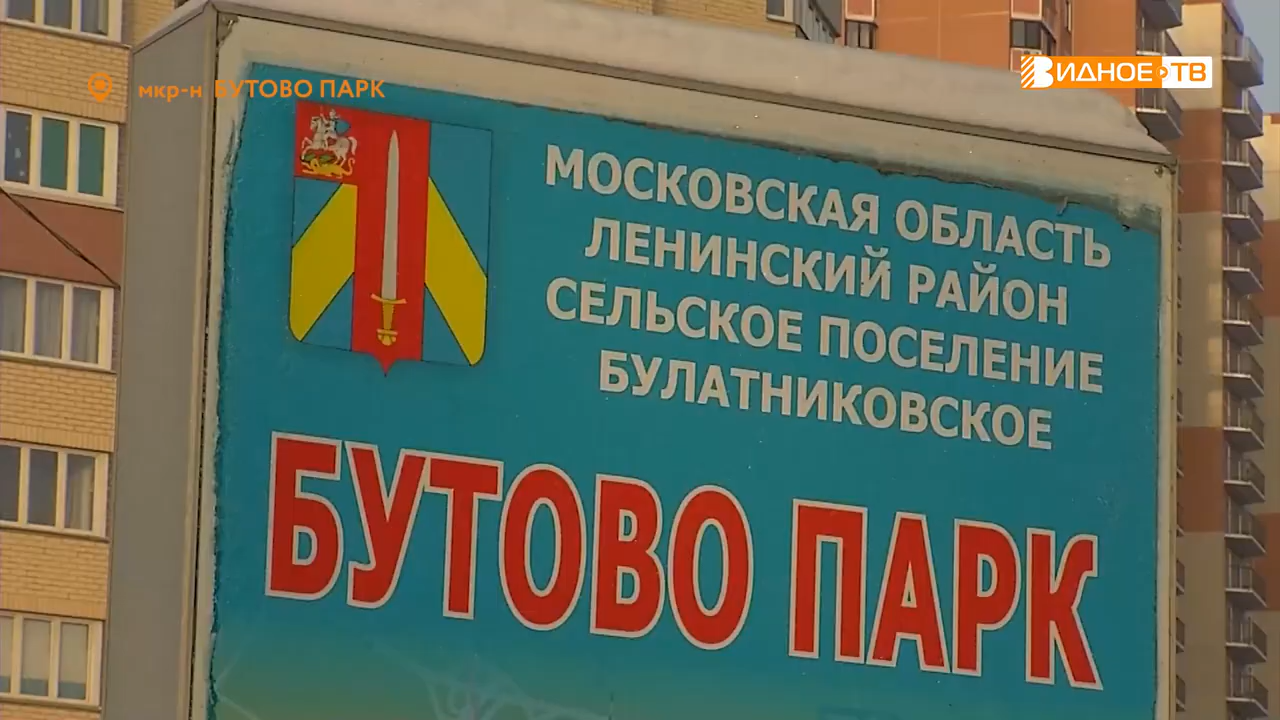 мкр-н БУТОВО ПАРК
ВИДНОЕ ТВ
МОСКОВСКАЯ ОБЛАСТЬ
ЛЕНИНСКИЙ РАЙОН
СЕЛЬСКОЕ ПОСЕЛЕНИЕ
БУЛАТНИКОВСКОЕ
БУТОВО ПАРК